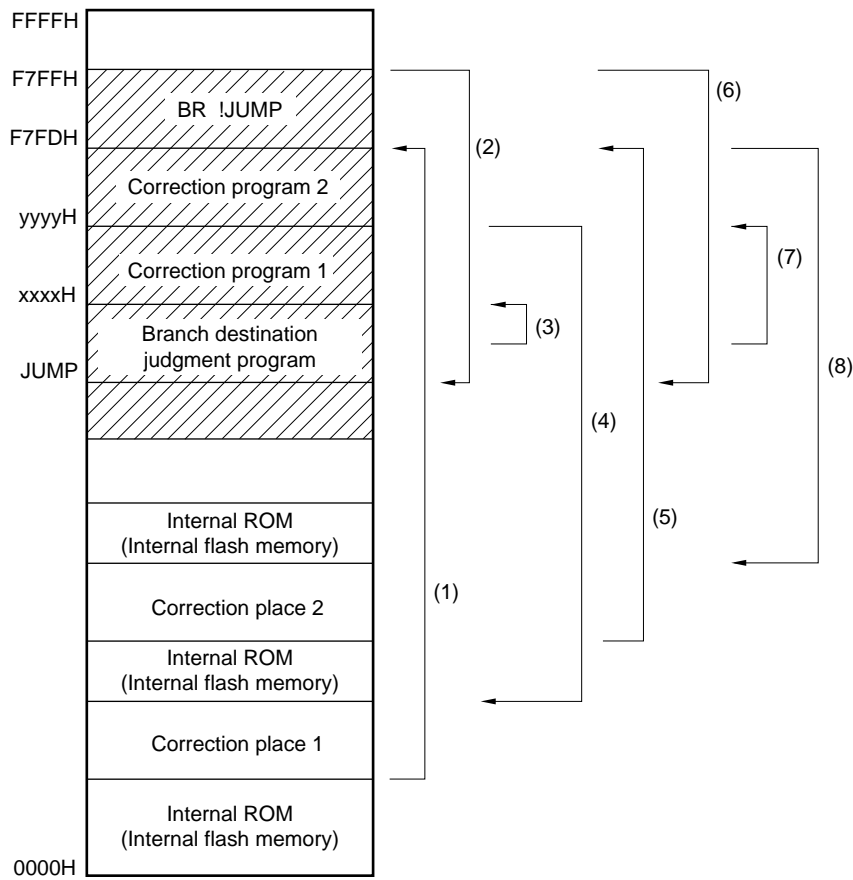 FFFFH
F7FFH
BR !JUMP
(6)
F7FDH
(2)
Correction program 2
yyyyH
(7)
Correction program 1
xxxxH
(3)
Branch destination
judgment program
JUMP
(8)
(4)
Internal ROM
(Internal flash memory)
(5)
(1)
Correction place 2
Internal ROM
(Internal flash memory)
Correction place 1
Internal ROM
(Internal flash memory)
0000H